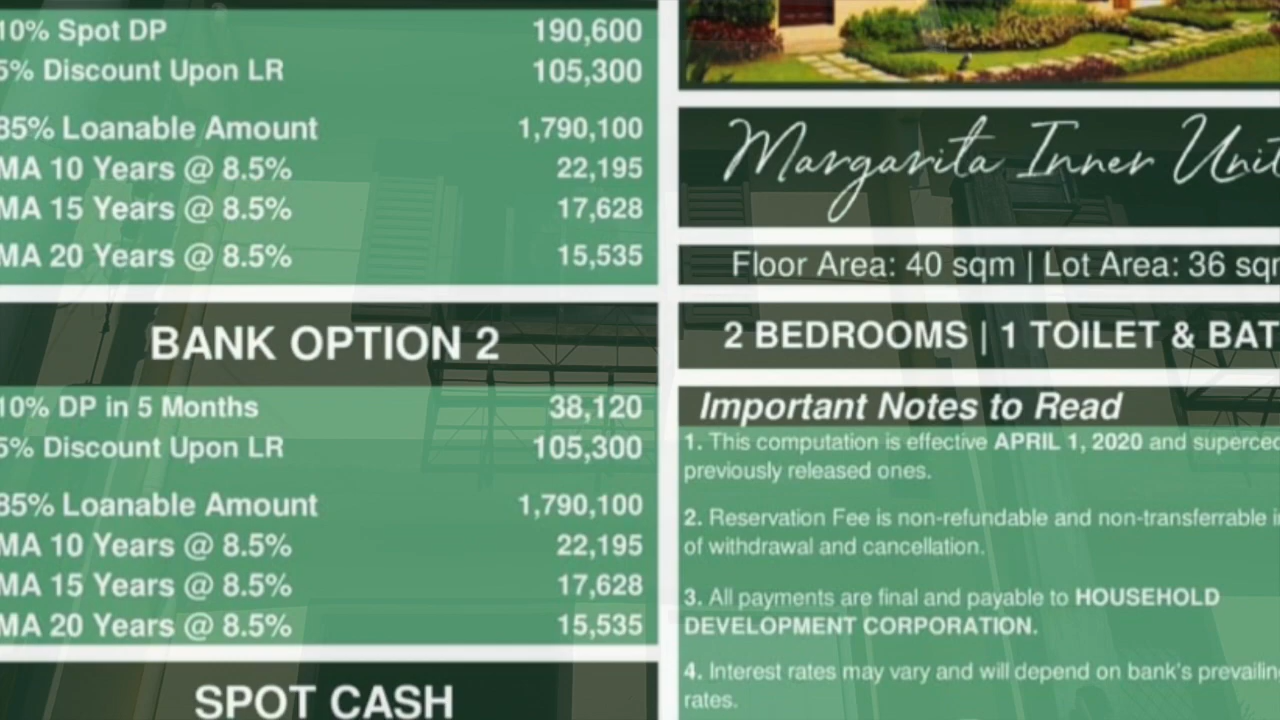 10% Spot DP 190,600
5% Discount Upon LR 105,300
85% Loanable Amount 1,790,100
MA 10 Years @ 8.5% 22,195
MA 15 Years @ 8.5% 17,628
MA 20 Years @ 8.5% 15,535
BANK OPTION 2
10% DP in 5 Months 38,120
5% Discount Upon LR 105,300
85% Loanable Amount 1,790,100
MA 10 Years @ 8.5% 22,195
MA 15 Years @ 8.5% 17,628
MA 20 Years @ 8.5% 15,535
SPOT CASH
Margarita Inner Unit
Floor Area: 40 sqm | Lot Area: 36 sqm
2 BEDROOMS | 1 TOILET & BAT
Important Notes to Read
1. This computation is effective APRIL 1, 2020 and superced
previously released ones.
2. Reservation Fee is non-refundable and non-transferrable i
of withdrawal and cancellation.
3. All payments are final and payable to HOUSEHOLD
DEVELOPMENT CORPORATION.
4. Interest rates may vary and will depend on bank's prevailin
rates.